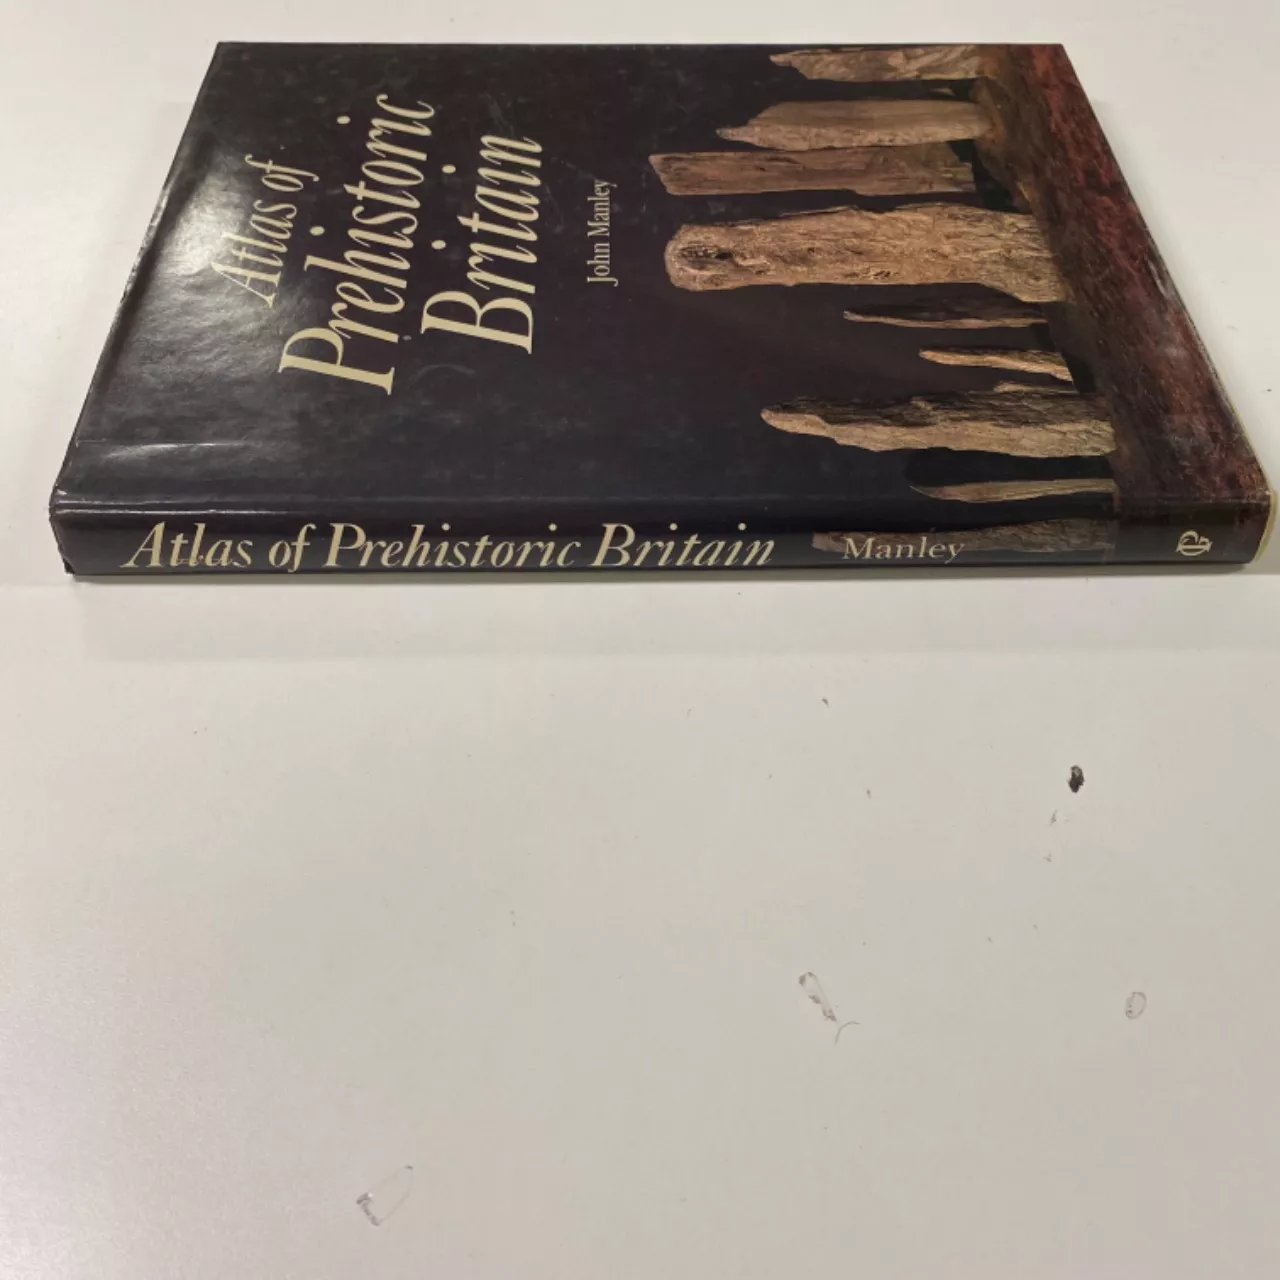 Atlas of
Prehistoric
Britain
John Manley
Atlas of Prehistoric Britain
Manley